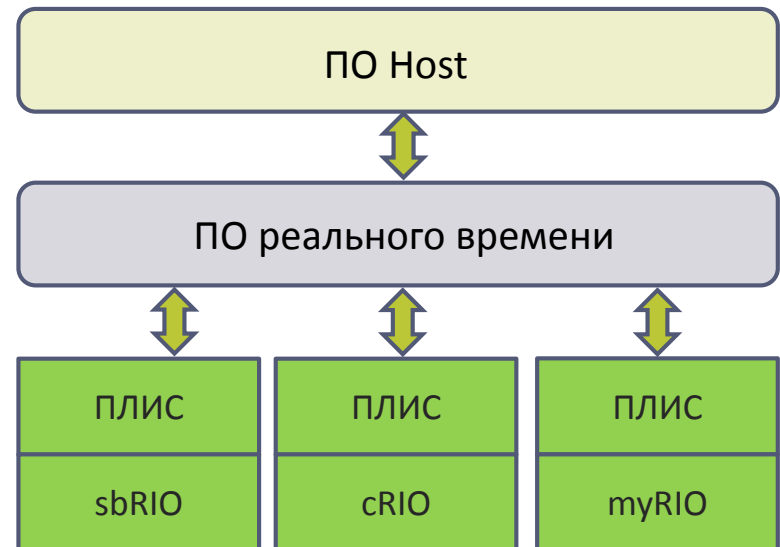 ПО Host
ПО реального времени
ПЛИС ПЛИС ПЛИС
sbRIO cRIO myRIO